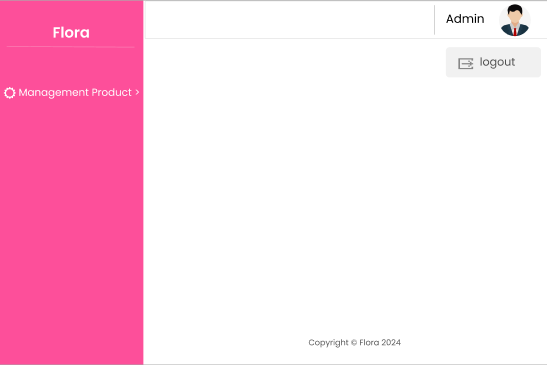 Flora
Admin
logout
Management Product >
Copyright © Flora 2024